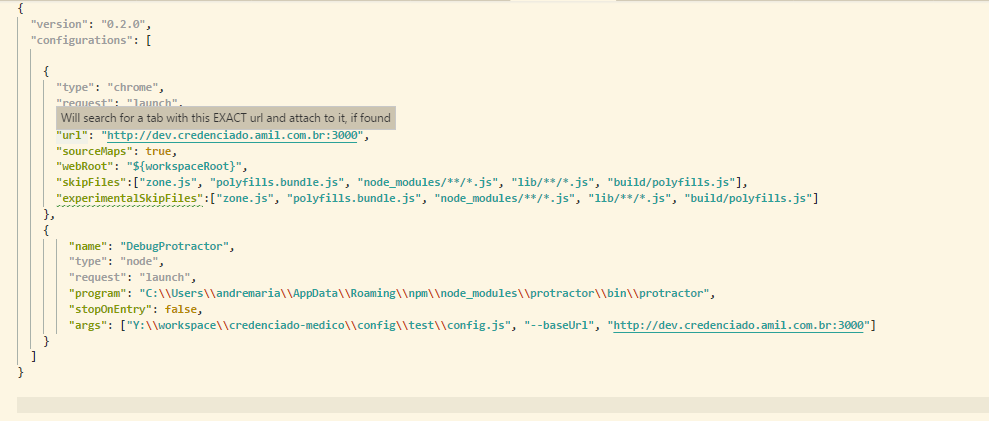 {
"version": "0.2.0",
"configurations": [
{
"type": "chrome",
"request": "launch",
Will search for a tab with this EXACT url and attach to it, if found
"url": "http://dev.credenciado.amil.com.br:3000",
"sourceMaps": true,
"webRoot": "${workspaceRoot}",
"skipFiles":["zone.js", "polyfills.bundle.js", "node_modules/**/*.js", "lib/**/*.js", "build/polyfills.js"],
"experimentalSkipFiles":["zone.js", "polyfills.bundle.js", "node_modules/**/*.js", "lib/**/*.js", "build/polyfills.js"]
},
{
"name": "DebugProtractor",
"type": "node",
"request": "launch",
"program": "C:\\Users\\andremaria\\AppData\\Roaming\\npm\\node_modules\\protractor\\bin\\protractor",
"stopOnEntry": false,
"args": ["Y:\\workspace\\credenciado-medico\\config\\test\\config.js", "--baseUrl", "http://dev.credenciado.amil.com.br:3000"]
}
]
}